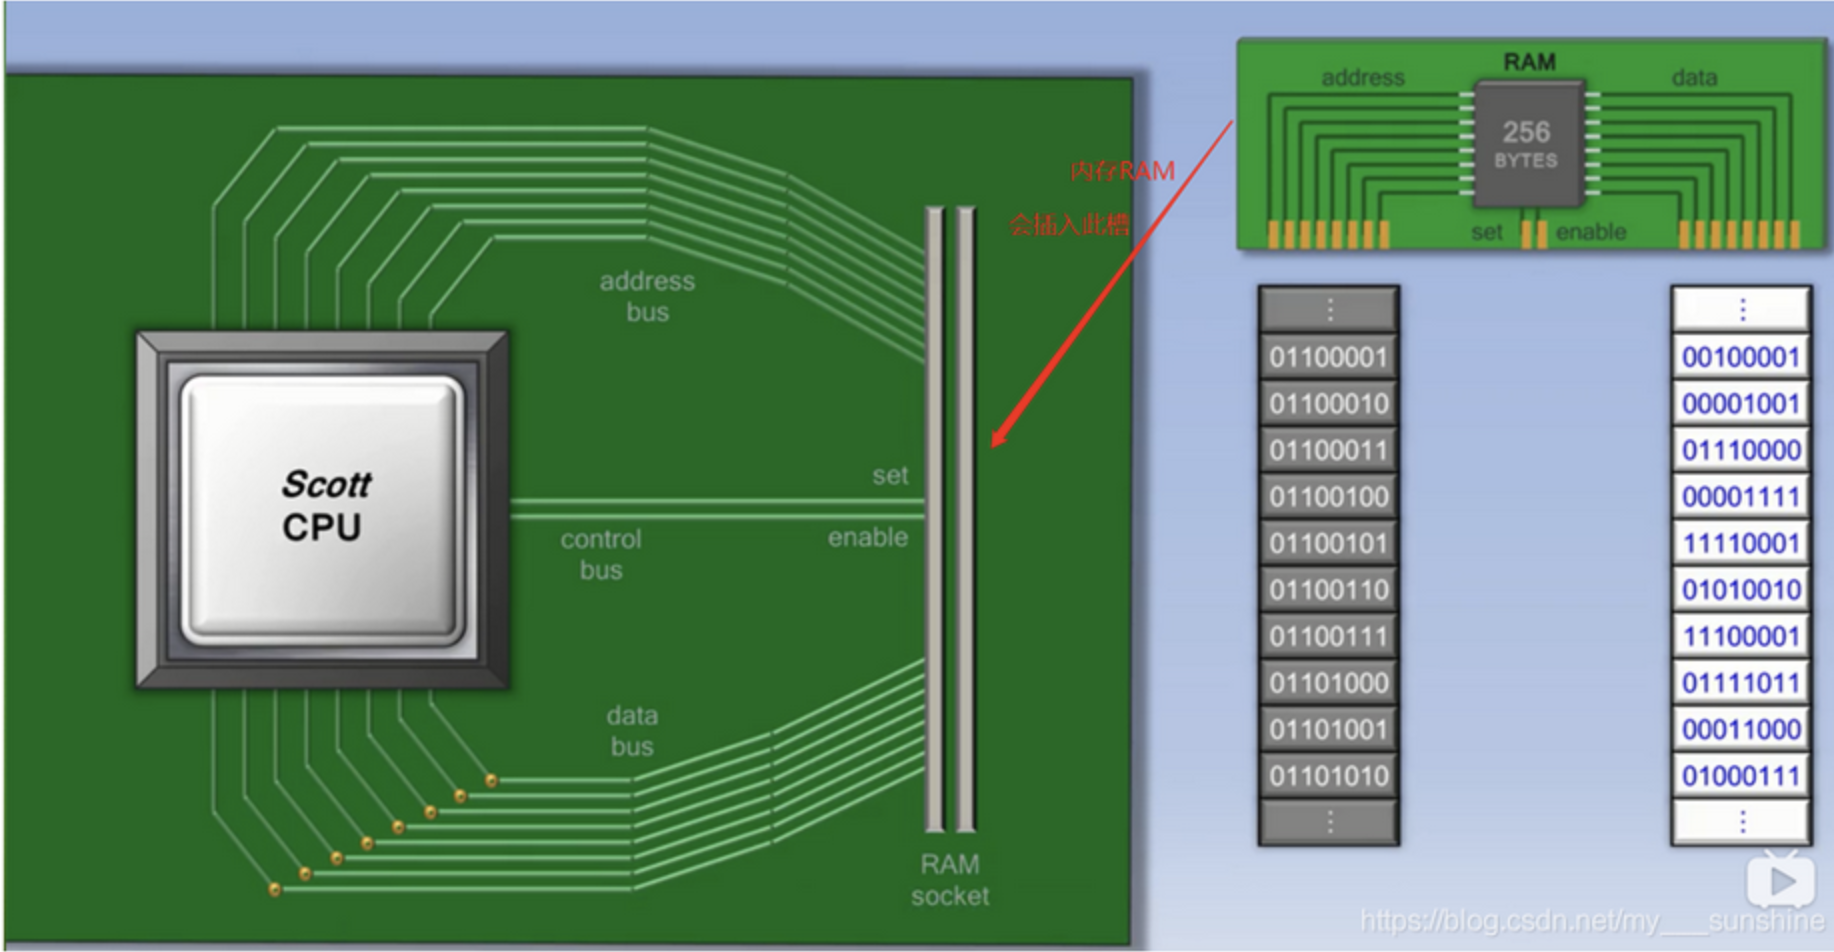 address
bus
Scott
CPU
set
control
bus
enable
data
bus
RAM
socket
内存RAM
会插入此槽
RAM
address
data
256
BYTES
set
enable
⋮
⋮
01100001
00100001
01100010
00001001
01100011
01110000
01100100
00001111
01100101
11110001
01100110
01010010
01100111
11100001
01101000
01111011
01101001
00011000
01101010
01000111
⋮
⋮
https://blog.csdn.net/my___sunshine